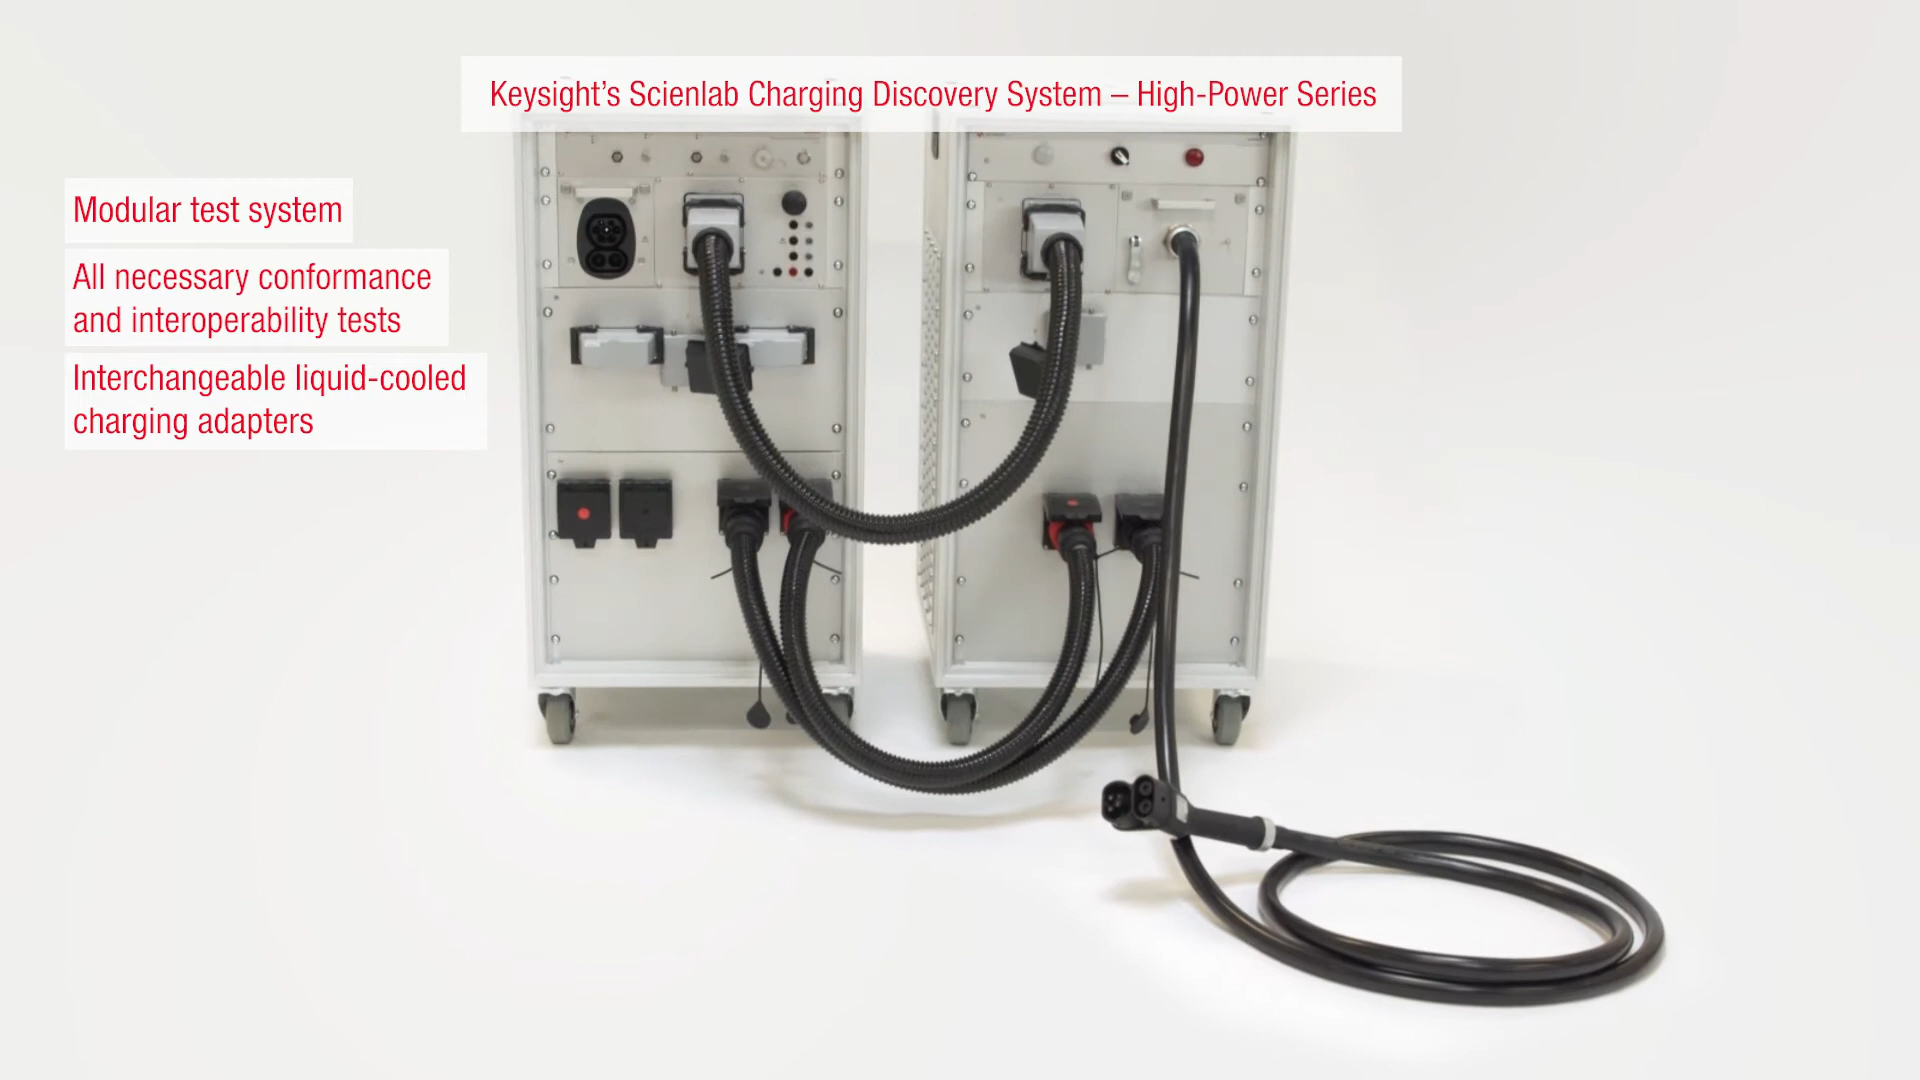 Keysight’s Scienlab Charging Discovery System – High-Power Series
Modular test system
All necessary conformance
and interoperability tests
Interchangeable liquid-cooled
charging adapters